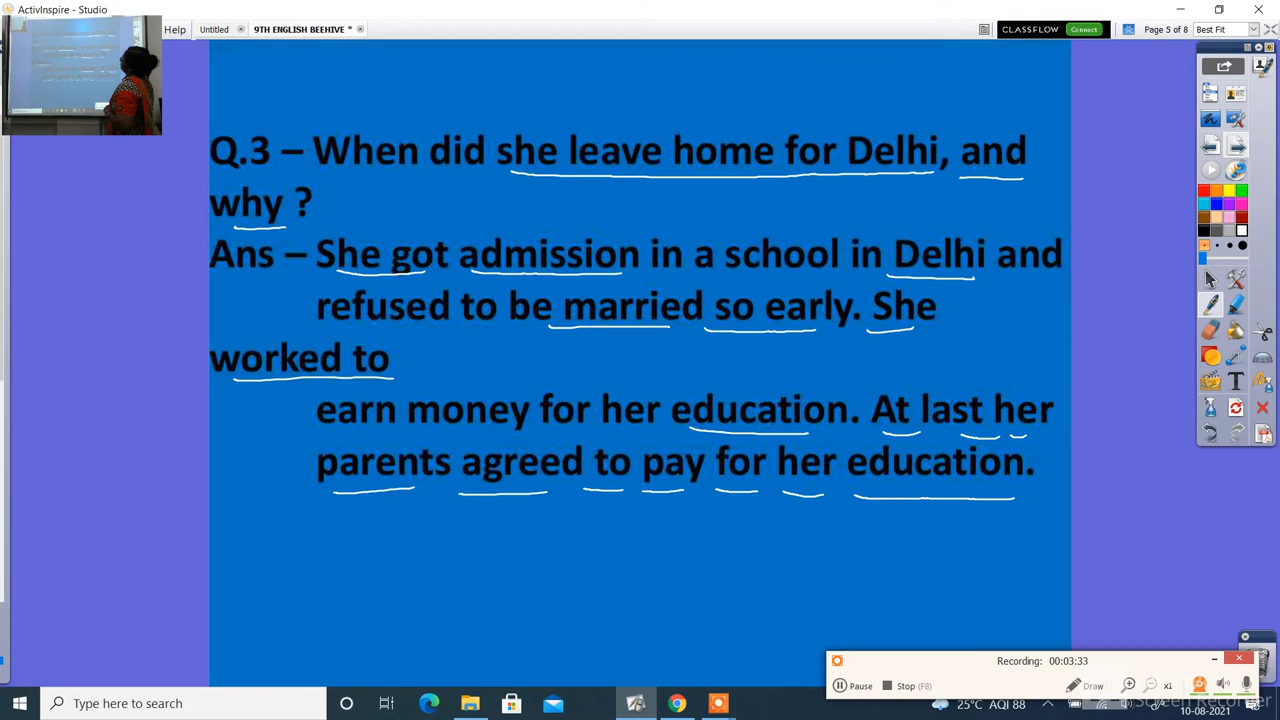 ActivInspire - Studio
Help
Untitled
9TH ENGLISH BEEHIVE *
CLASSFLOW
Connect
Page 5 of 8
Best Fit
Q.3 – When did she leave home for Delhi, and
why ?
Ans – She got admission in a school in Delhi and
refused to be married so early. She
worked to
earn money for her education. At last her
parents agreed to pay for her education.
Recording: 00:03:33
Pause
Stop (F8)
Draw
x1
Type here to search
25°C AQI 88
10-08-2021